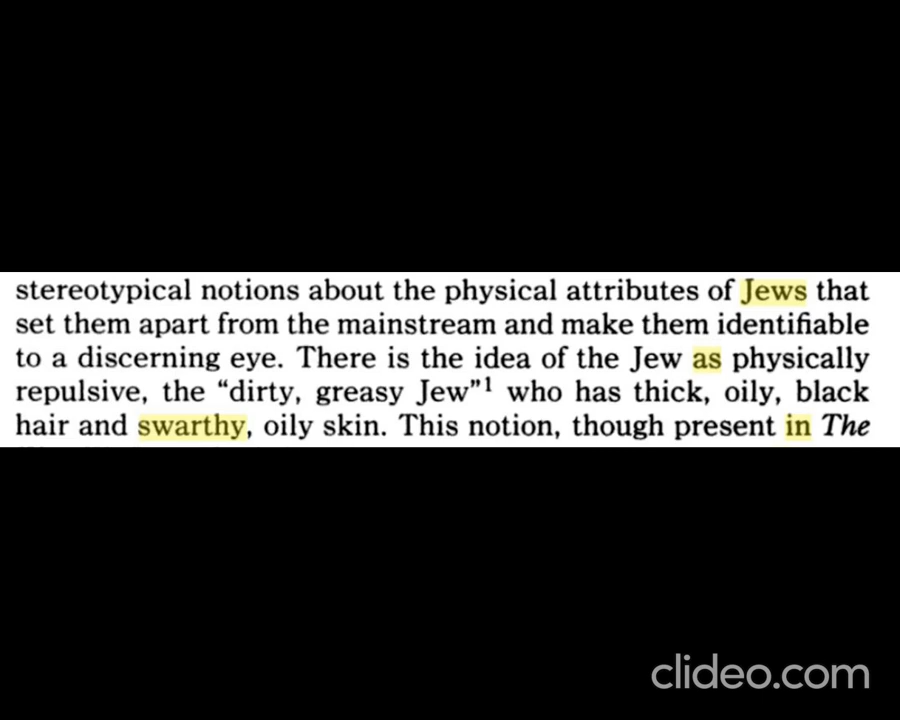 stereotypical notions about the physical attributes of Jews that
set them apart from the mainstream and make them identifiable
to a discerning eye. There is the idea of the Jew as physically
repulsive, the “dirty, greasy Jew”¹ who has thick, oily, black
hair and swarthy, oily skin. This notion, though present in The
clideo.com